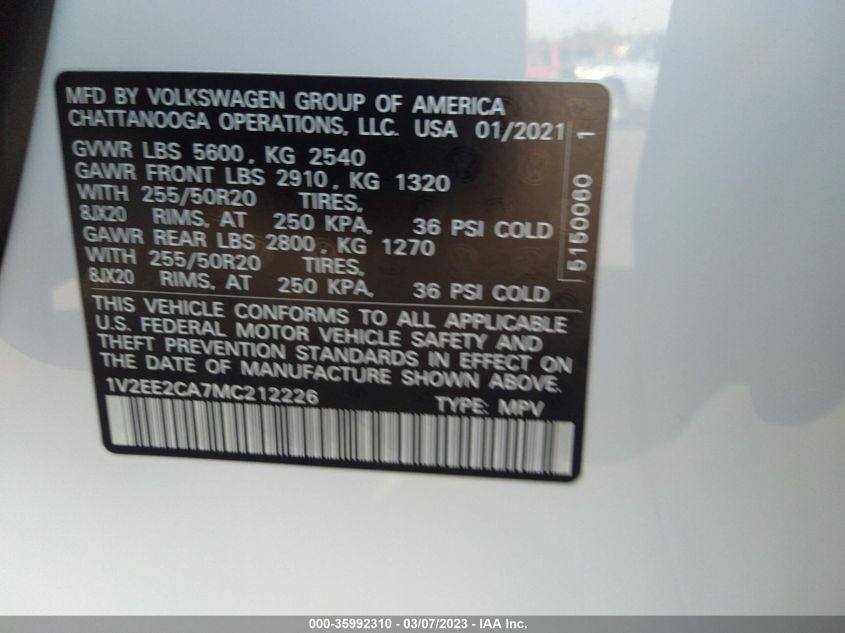 MFD BY VOLKSWAGEN GROUP OF AMERICA
CHATTANOOGA OPERATIONS, LLC. USA 01/2021
GVWR LBS 5600, KG 2540
GAWR FRONT LBS 2910, KG 1320
WITH 255/50R20 TIRES,
8JX20 RIMS, AT 250 KPA, 36 PSI COLD
GAWR REAR LBS 2800, KG 1270
WITH 255/50R20 TIRES,
8JX20 RIMS, AT 250 KPA, 36 PSI COLD
5150060 1
THIS VEHICLE CONFORMS TO ALL APPLICABLE
U.S. FEDERAL MOTOR VEHICLE SAFETY AND
THEFT PREVENTION STANDARDS IN EFFECT ON
THE DATE OF MANUFACTURE SHOWN ABOVE.
1V2EE2CA7MC212226 TYPE: MPV
000-35992310 - 03/07/2023 - IAA Inc.